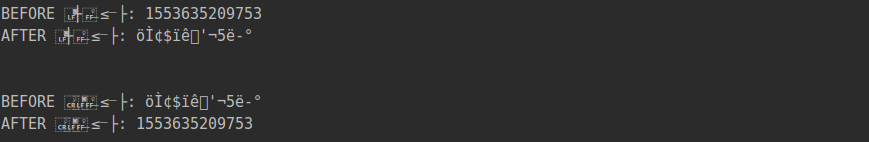 BEFORE ≤─├: 1553635209753
AFTER ≤─├: öÌ¢$ïê▯'¬5ë-°
BEFORE ≤─├: öÌ¢$ïê▯'¬5ë-°
AFTER ≤─├: 1553635209753